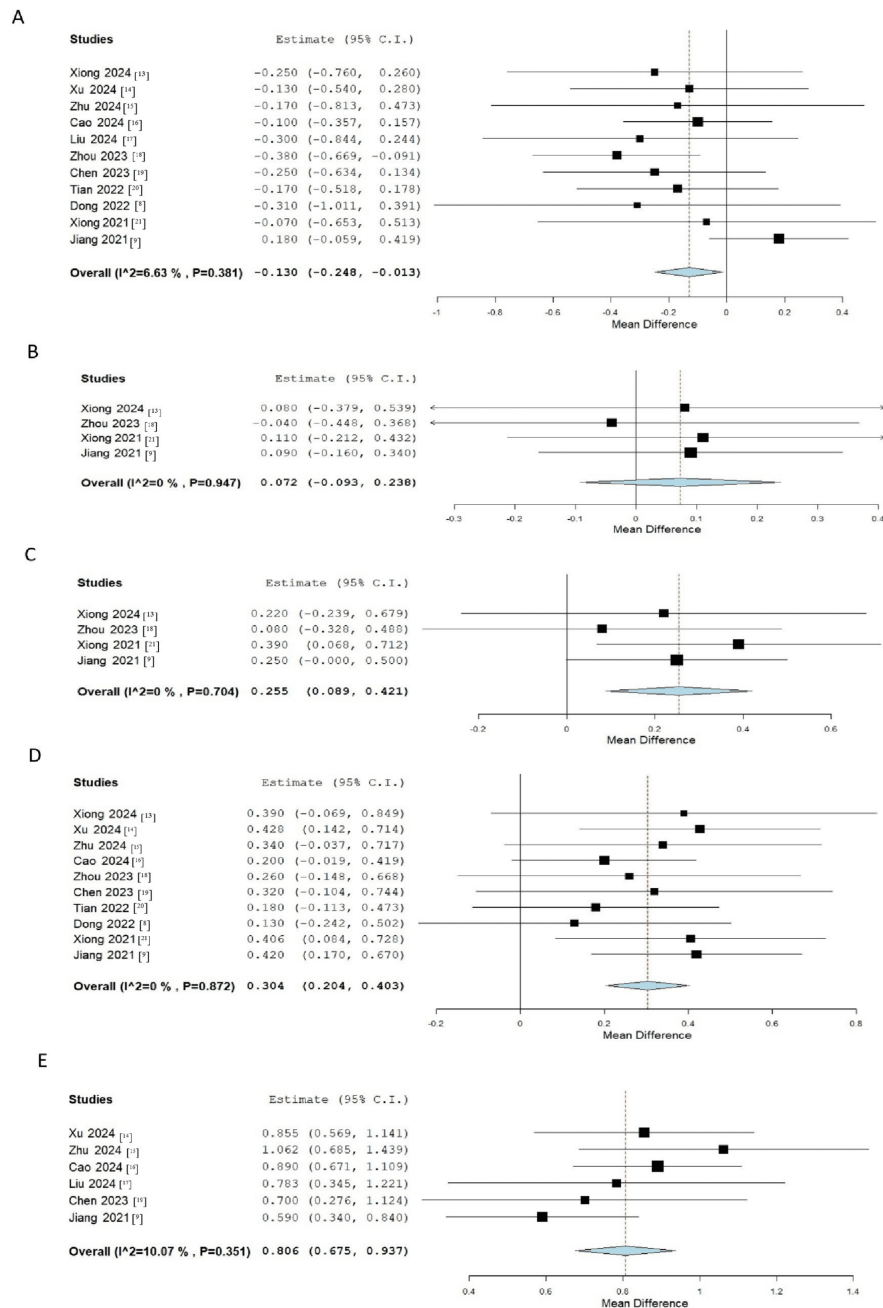 A
Studies Estimate (95% C.I.)
Xiong 2024 [13] -0.250 (-0.760, 0.260)
Xu 2024 [14] -0.130 (-0.540, 0.280)
Zhu 2024 [15] -0.170 (-0.813, 0.473)
Cao 2024 [16] -0.100 (-0.357, 0.157)
Liu 2024 [17] -0.300 (-0.844, 0.244)
Zhou 2023 [18] -0.380 (-0.669, -0.091)
Chen 2023 [19] -0.250 (-0.634, 0.134)
Tian 2022 [20] -0.170 (-0.518, 0.178)
Dong 2022 [8] -0.310 (-1.011, 0.391)
Xiong 2021 [21] -0.070 (-0.653, 0.513)
Jiang 2021 [9] 0.180 (-0.059, 0.419)
Overall (I^2=6.63 % , P=0.381) -0.130 (-0.248, -0.013)
-1 -0.8 -0.6 -0.4 -0.2 0 0.2 0.4
Mean Difference
B
Studies Estimate (95% C.I.)
Xiong 2024 [13] 0.080 (-0.379, 0.539)
Zhou 2023 [18] -0.040 (-0.448, 0.368)
Xiong 2021 [21] 0.110 (-0.212, 0.432)
Jiang 2021 [9] 0.090 (-0.160, 0.340)
Overall (I^2=0 % , P=0.947) 0.072 (-0.093, 0.238)
-0.3 -0.2 -0.1 0 0.1 0.2 0.3 0.4
Mean Difference
C
Studies Estimate (95% C.I.)
Xiong 2024 [13] 0.220 (-0.239, 0.679)
Zhou 2023 [18] 0.080 (-0.328, 0.488)
Xiong 2021 [21] 0.390 (0.068, 0.712)
Jiang 2021 [9] 0.250 (-0.000, 0.500)
Overall (I^2=0 % , P=0.704) 0.255 (0.089, 0.421)
-0.2 0 0.2 0.4 0.6
Mean Difference
D
Studies Estimate (95% C.I.)
Xiong 2024 [13] 0.390 (-0.069, 0.849)
Xu 2024 [14] 0.428 (0.142, 0.714)
Zhu 2024 [15] 0.340 (-0.037, 0.717)
Cao 2024 [16] 0.200 (-0.019, 0.419)
Zhou 2023 [18] 0.260 (-0.148, 0.668)
Chen 2023 [19] 0.320 (-0.104, 0.744)
Tian 2022 [20] 0.180 (-0.113, 0.473)
Dong 2022 [8] 0.130 (-0.242, 0.502)
Xiong 2021 [21] 0.406 (0.084, 0.728)
Jiang 2021 [9] 0.420 (0.170, 0.670)
Overall (I^2=0 % , P=0.872) 0.304 (0.204, 0.403)
-0.2 0 0.2 0.4 0.6 0.8
Mean Difference
E
Studies Estimate (95% C.I.)
Xu 2024 [14] 0.855 (0.569, 1.141)
Zhu 2024 [15] 1.062 (0.685, 1.439)
Cao 2024 [16] 0.890 (0.671, 1.109)
Liu 2024 [17] 0.783 (0.345, 1.221)
Chen 2023 [19] 0.700 (0.276, 1.124)
Jiang 2021 [9] 0.590 (0.340, 0.840)
Overall (I^2=10.07 % , P=0.351) 0.806 (0.675, 0.937)
0.4 0.6 0.8 1 1.2 1.4
Mean Difference